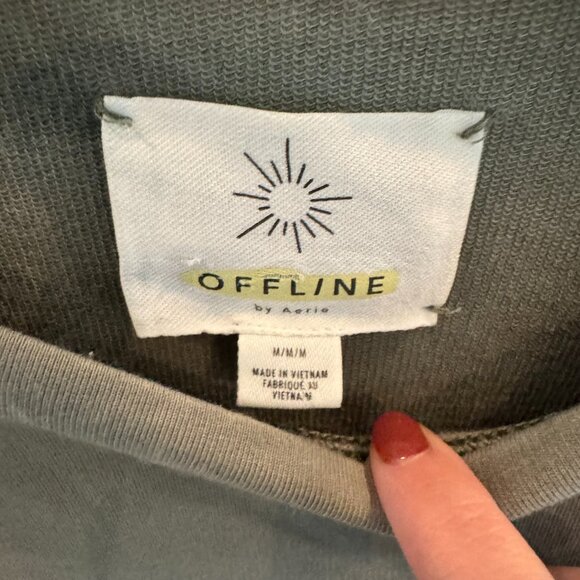 OFFLINE
by Aerie
M/M/M
MADE IN VIETNAM
FABRIQUÉ AU
VIETNAM